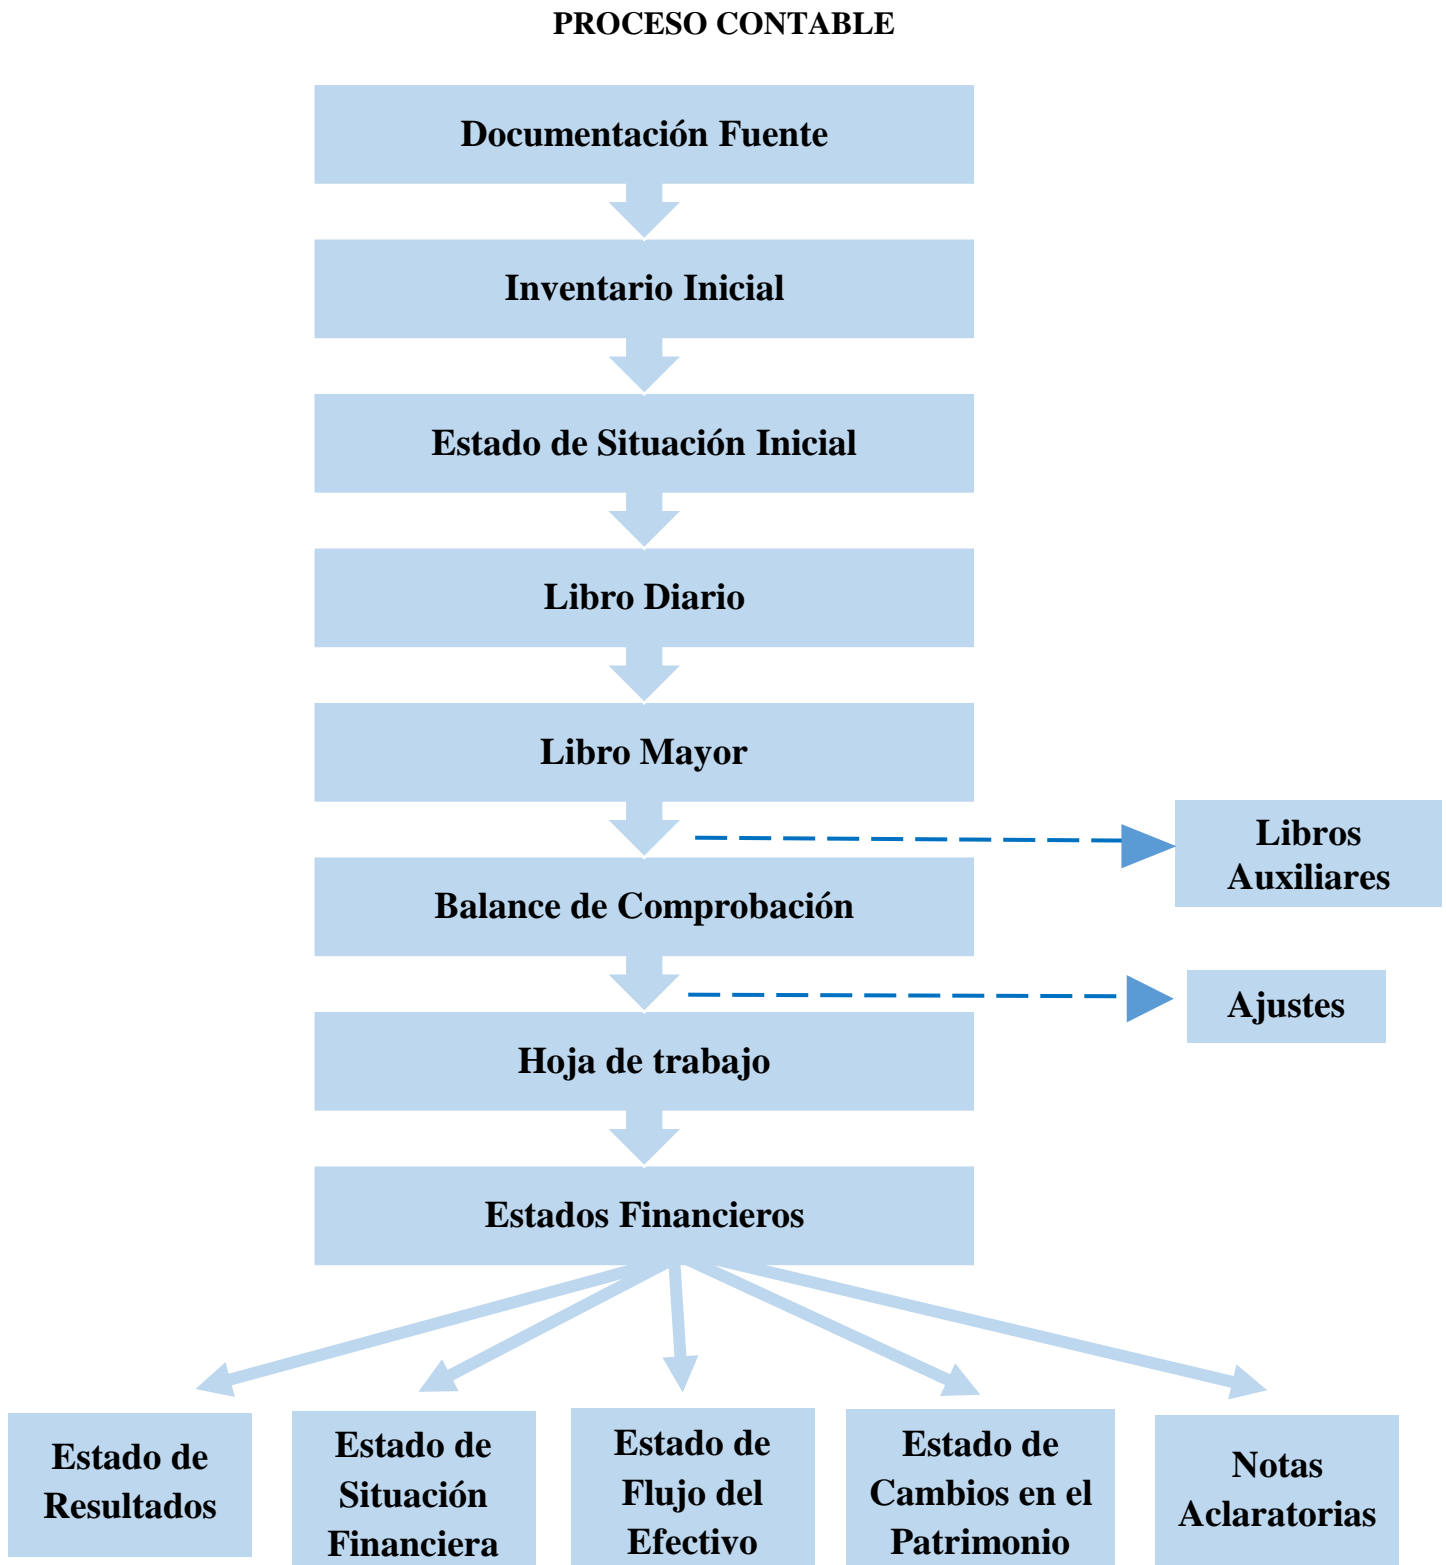 PROCESO CONTABLE
Documentación Fuente
Inventario Inicial
Estado de Situación Inicial
Libro Diario
Libro Mayor
Libros
Auxiliares
Balance de Comprobación
Ajustes
Hoja de trabajo
Estados Financieros
Estado de
Resultados
Estado de
Situación
Financiera
Estado de
Flujo del
Efectivo
Estado de
Cambios en el
Patrimonio
Notas
Aclaratorias